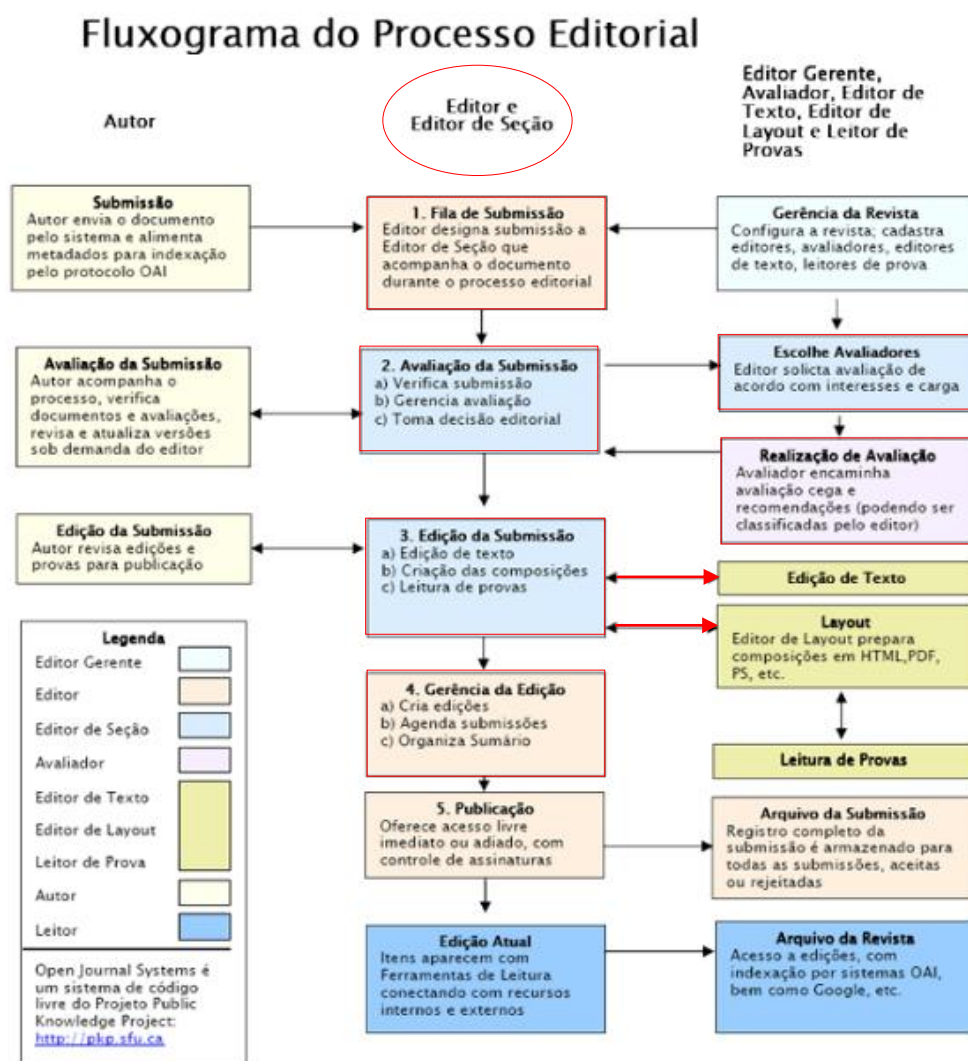 Fluxograma do Processo Editorial
Autor
Editor e
Editor de Seção
Editor Gerente,
Avaliador, Editor de
Texto, Editor de
Layout e Leitor de
Provas
Submissão
Autor envia o documento
pelo sistema e alimenta
metadados para indexação
pelo protocolo OAI
1. Fila de Submissão
Editor designa submissão a
Editor de Seção que
acompanha o documento
durante o processo editorial
Gerência da Revista
Configura a revista; cadastra
editores, avaliadores, editores
de texto, leitores de prova
Avaliação da Submissão
Autor acompanha o
processo, verifica
documentos e avaliações,
revisa e atualiza versões
sob demanda do editor
2. Avaliação da Submissão
a) Verifica submissão
b) Gerencia avaliação
c) Toma decisão editorial
Escolhe Avaliadores
Editor solicta avaliação de
acordo com interesses e carga
Realização de Avaliação
Avaliador encaminha
avaliação cega e
recomendações (podendo ser
classificadas pelo editor)
Edição da Submissão
Autor revisa edições e
provas para publicação
3. Edição da Submissão
a) Edição de texto
b) Criação das composições
c) Leitura de provas
Edição de Texto
Layout
Editor de Layout prepara
composições em HTML,PDF,
PS, etc.
Leitura de Provas
4. Gerência da Edição
a) Cria edições
b) Agenda submissões
c) Organiza Sumário
5. Publicação
Oferece acesso livre
imediato ou adiado, com
controle de assinaturas
Arquivo da Submissão
Registro completo da
submissão é armazenado para
todas as submissões, aceitas
ou rejeitadas
Edição Atual
Itens aparecem com
Ferramentas de Leitura
conectando com recursos
internos e externos
Arquivo da Revista
Acesso a edições, com
indexação por sistemas OAI,
bem como Google, etc.
Legenda
Editor Gerente
Editor
Editor de Seção
Avaliador
Editor de Texto
Editor de Layout
Leitor de Prova
Autor
Leitor
Open Journal Systems é
um sistema de código
livre do Projeto Public
Knowledge Project:
http://pkp.sfu.ca